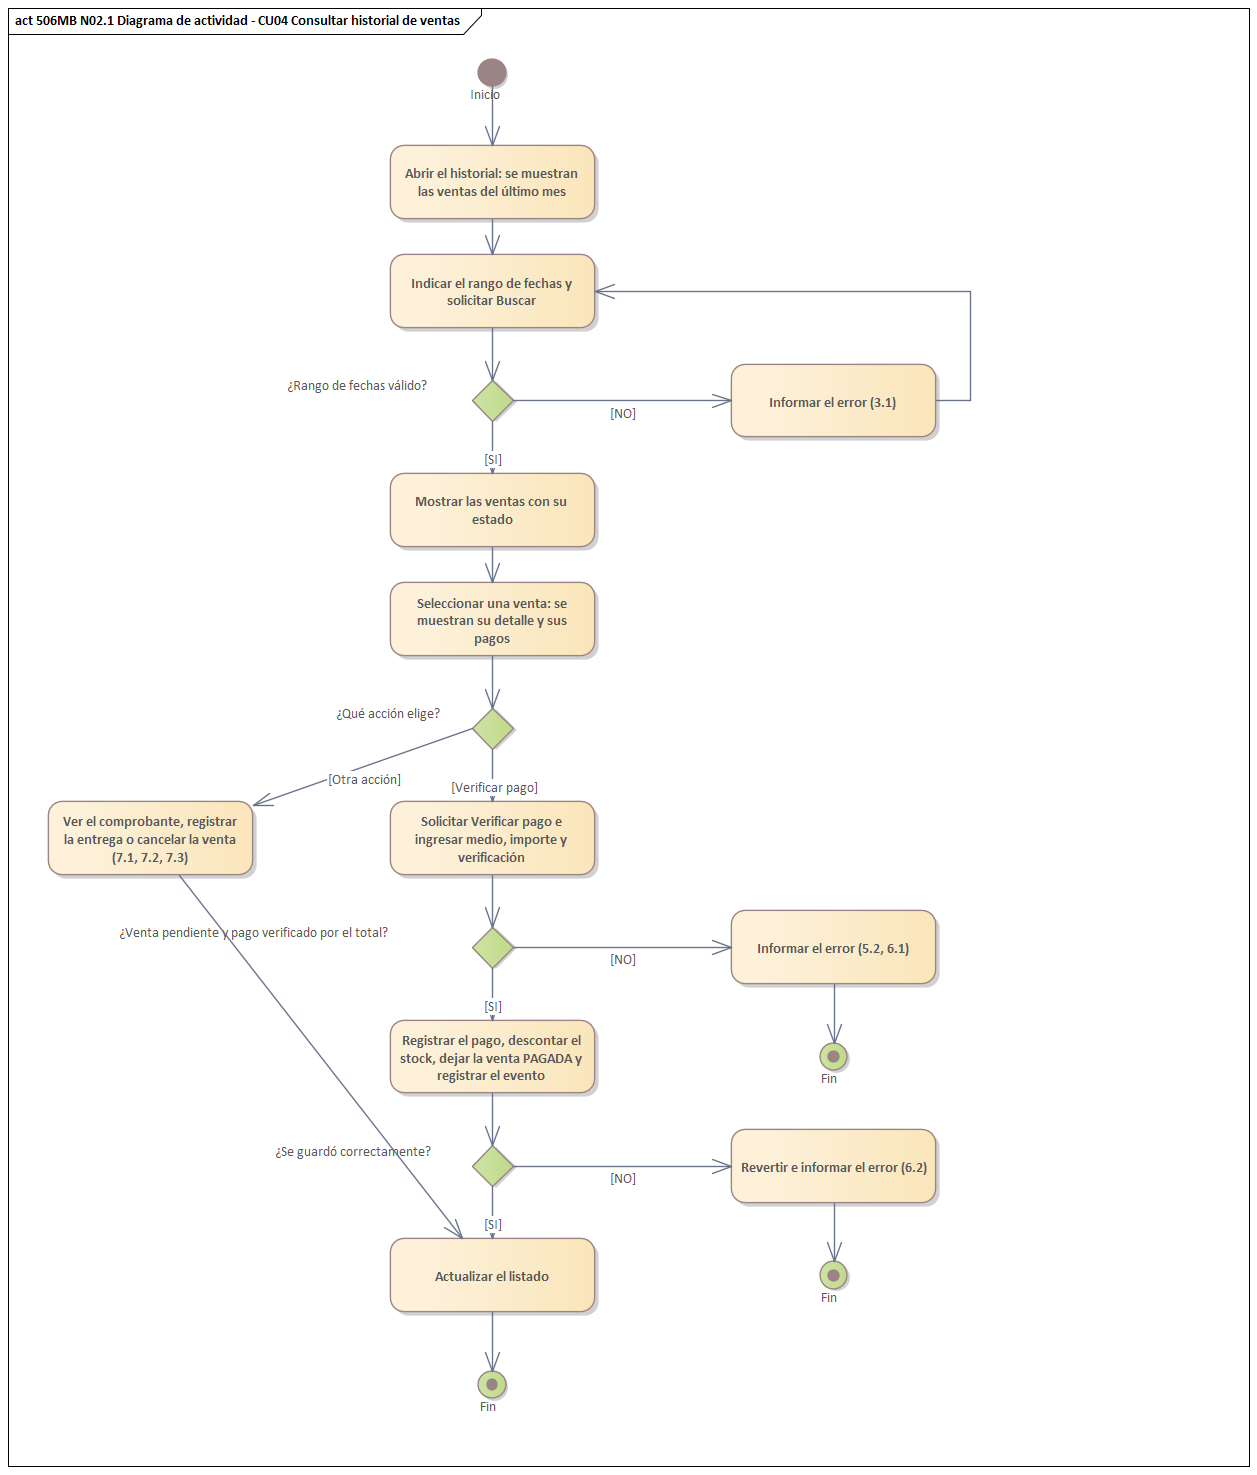 act 506MB N02.1 Diagrama de actividad - CU04 Consultar historial de ventas
Inicio
Abrir el historial: se muestran
las ventas del último mes
Indicar el rango de fechas y
solicitar Buscar
¿Rango de fechas válido?
[NO]
Informar el error (3.1)
[SI]
Mostrar las ventas con su
estado
Seleccionar una venta: se
muestran su detalle y sus
pagos
¿Qué acción elige?
[Otra acción]
[Verificar pago]
Ver el comprobante, registrar
la entrega o cancelar la venta
(7.1, 7.2, 7.3)
Solicitar Verificar pago e
ingresar medio, importe y
verificación
¿Venta pendiente y pago verificado por el total?
[NO]
Informar el error (5.2, 6.1)
[SI]
Registrar el pago, descontar el
stock, dejar la venta PAGADA y
registrar el evento
Fin
¿Se guardó correctamente?
[NO]
Revertir e informar el error (6.2)
[SI]
Actualizar el listado
Fin
Fin